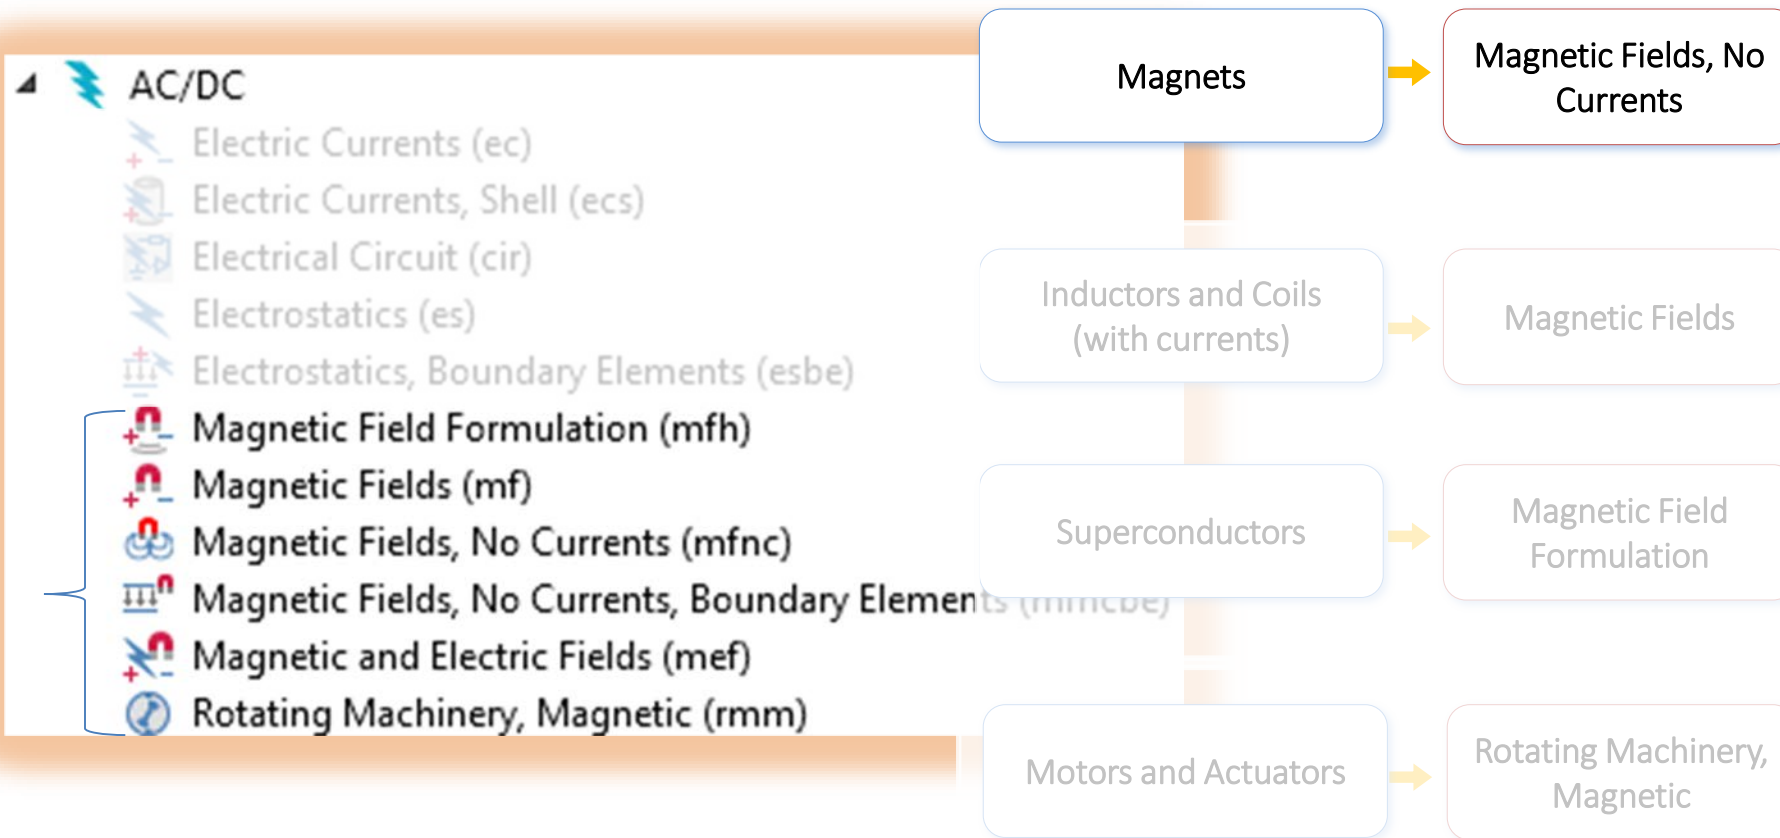 AC/DC
Electric Currents (ec)
Electric Currents, Shell (ecs)
Electrical Circuit (cir)
Electrostatics (es)
Electrostatics, Boundary Elements (esbe)
Magnetic Field Formulation (mfh)
Magnetic Fields (mf)
Magnetic Fields, No Currents (mfnc)
Magnetic Fields, No Currents, Boundary Elements (mfncbe)
Magnetic and Electric Fields (mef)
Rotating Machinery, Magnetic (rmm)
Magnets
Magnetic Fields, No
Currents
Inductors and Coils
(with currents)
Magnetic Fields
Superconductors
Magnetic Field
Formulation
Motors and Actuators
Rotating Machinery,
Magnetic